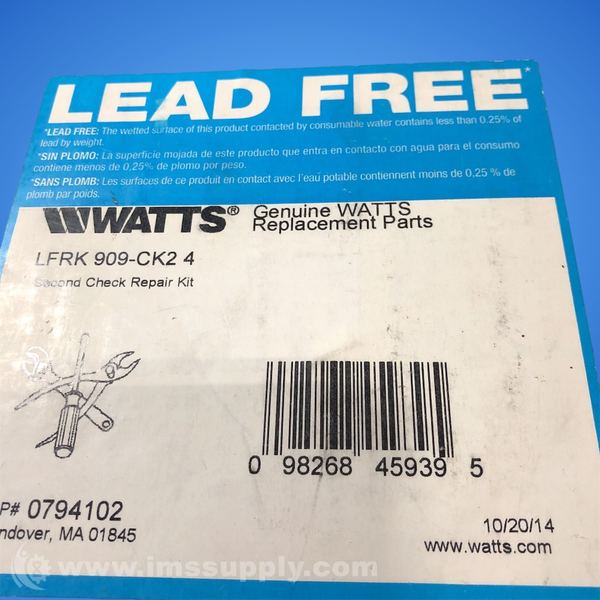 LEAD FREE*
*LEAD FREE: The wetted surface of this product contacted by consumable water contains less than 0.25% of
lead by weight.
*SIN PLOMO: La superficie mojada de este producto que entra en contacto con agua para el consumo
contiene menos de 0,25% de plomo por peso.
*SANS PLOMB: Les surfaces de ce produit en contact avec l'eau potable contiennent moins de 0,25 % de
plomb par poids.
WATTS® Genuine WATTS
Replacement Parts
LFRK 909-CK2 4
Second Check Repair Kit
0 98268 45939 5
P# 0794102
ndover, MA 01845
10/20/14
www.watts.com
www.imssupply.com